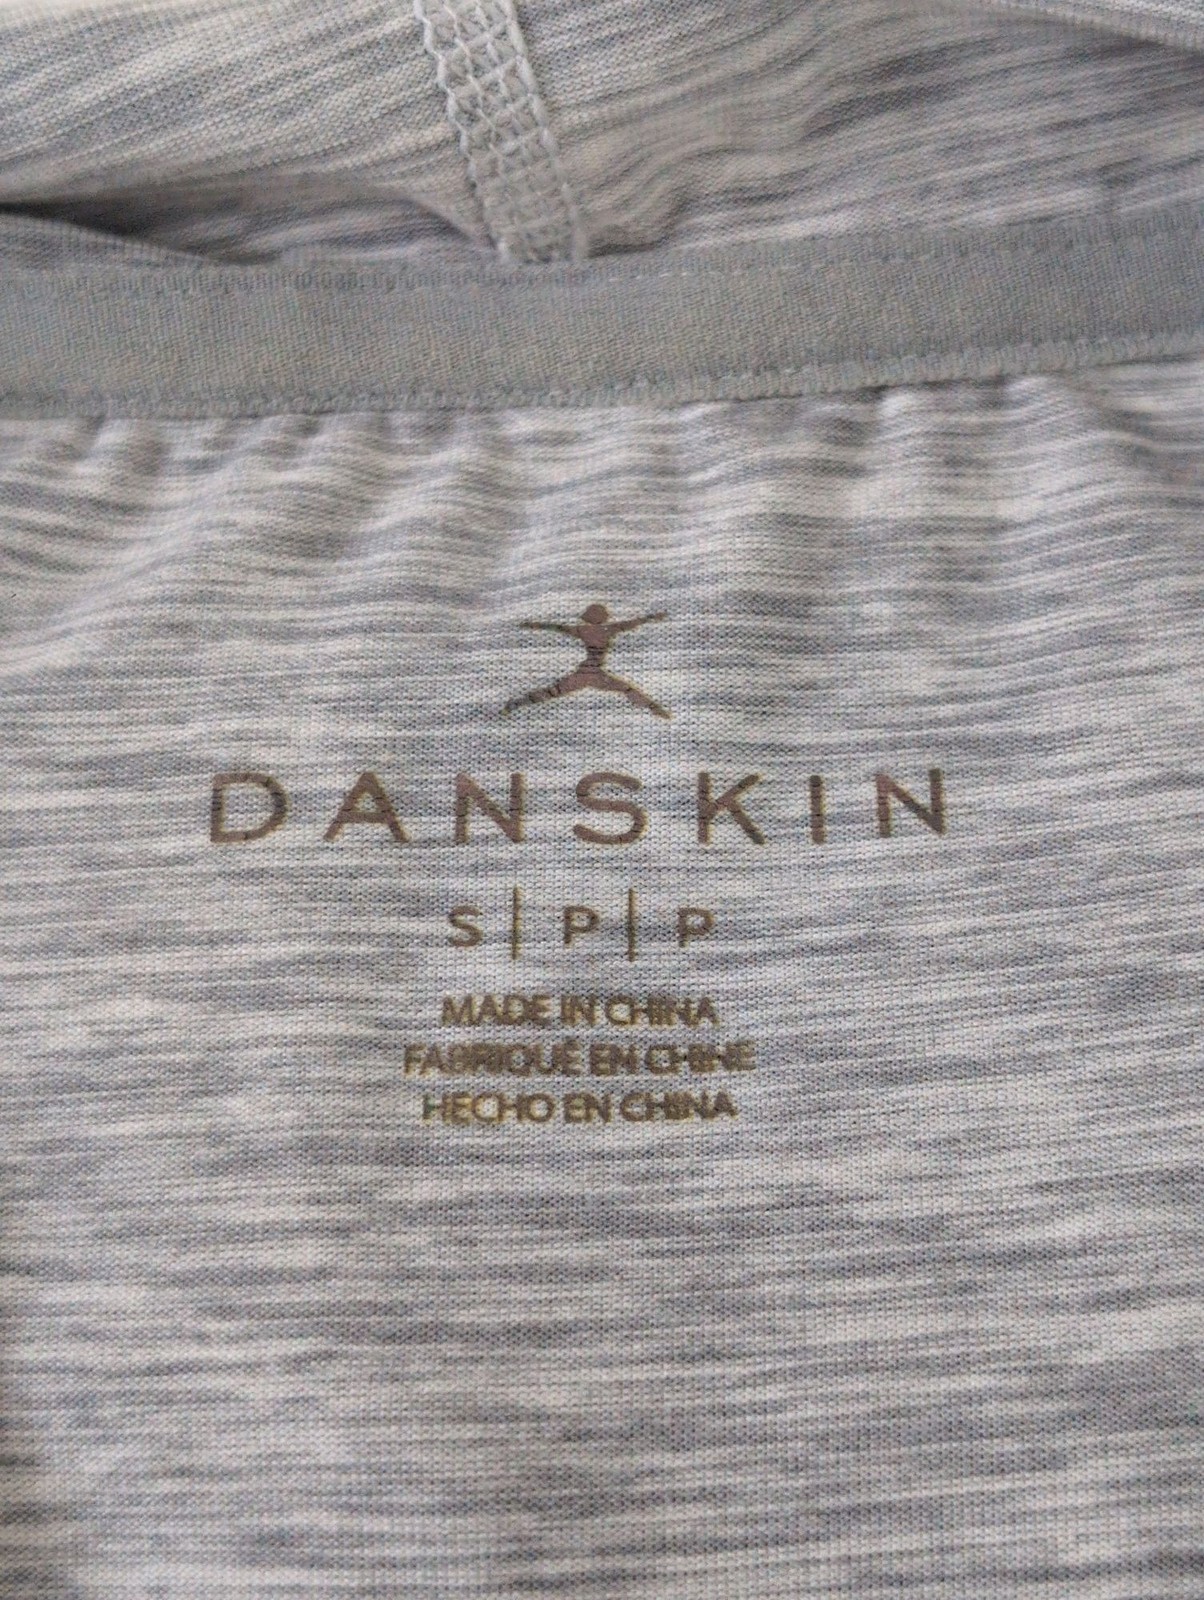 DANSKIN
S | P | P
MADE IN CHINA
FABRIQUÉ EN CHINE
HECHO EN CHINA